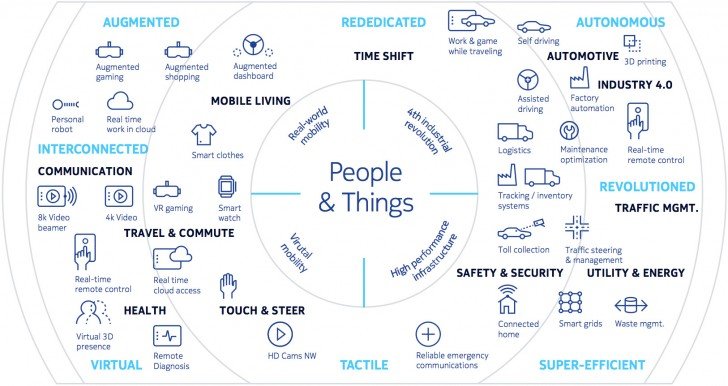 AUGMENTED
REDEDICATED
AUTONOMOUS
Augmented
gaming
Augmented
shopping
Augmented
dashboard
TIME SHIFT
Work & game
while traveling
Self driving
AUTOMOTIVE
3D printing
Personal
robot
Real time
work in cloud
MOBILE LIVING
Assisted
driving
Factory
automation
INDUSTRY 4.0
Real-world
mobility
4th industrial
revolution
INTERCONNECTED
Smart clothes
Logistics
Maintenance
optimization
Real-time
remote control
COMMUNICATION
People
& Things
REVOLUTIONED
8k Video
beamer
4k Video
VR gaming
Smart
watch
Tracking / inventory
systems
TRAFFIC MGMT.
TRAVEL & COMMUTE
Virutal
mobility
High performance
infrastructure
Toll collection
Traffic steering
& management
Real-time
remote control
Real time
cloud access
SAFETY & SECURITY
UTILITY & ENERGY
HEALTH
TOUCH & STEER
Virtual 3D
presence
Remote
Diagnosis
HD Cams NW
Reliable emergency
communications
Connected
home
Smart grids
Waste mgmt.
VIRTUAL
TACTILE
SUPER-EFFICIENT